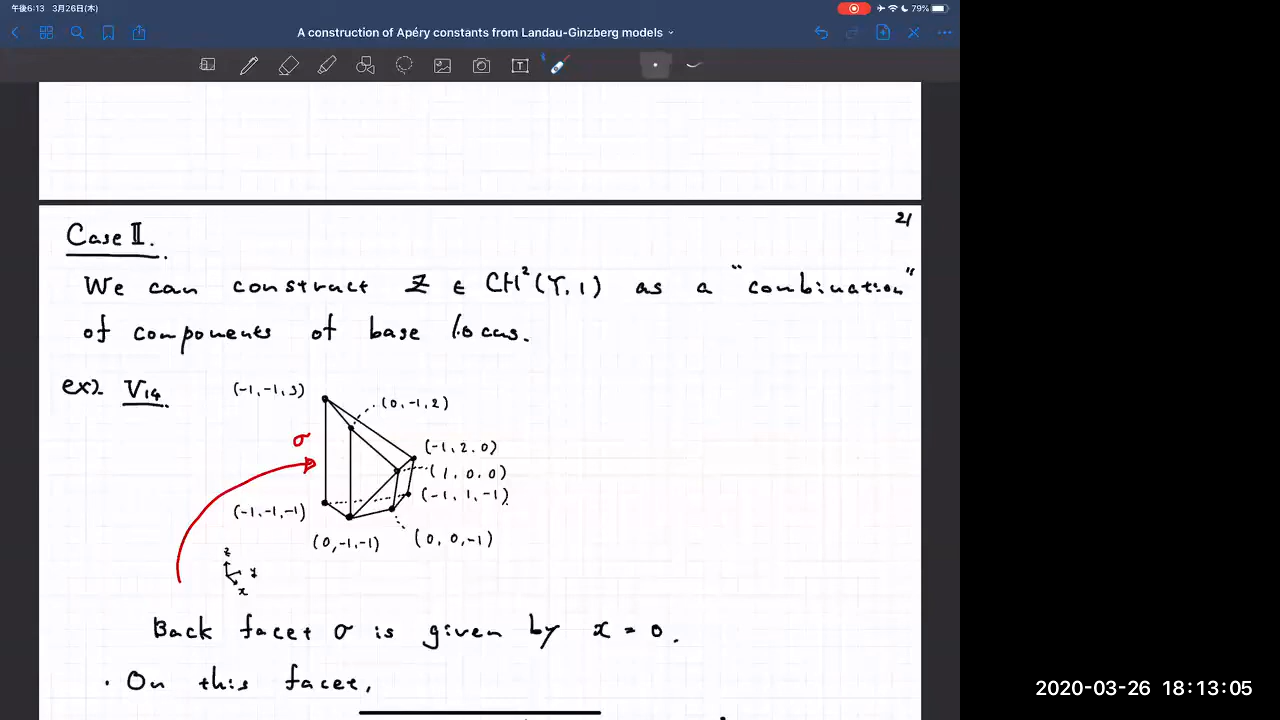 午後6:13 3月26日(木)
79%
A construction of Apéry constants from Landau-Ginzberg models
21
Case II.
We can construct Z ∈ CH²(Y,1) as a "combination"
of components of base locus.
ex). V₁₄
(-1,-1,3)
(0,-1,2)
σ
(-1,2,0)
(1,0,0)
(-1,1,-1)
(-1,-1,-1)
(0,-1,-1)
(0,0,-1)
z
y
x
Back facet σ is given by x=0.
· On this facet,
2020-03-26 18:13:05